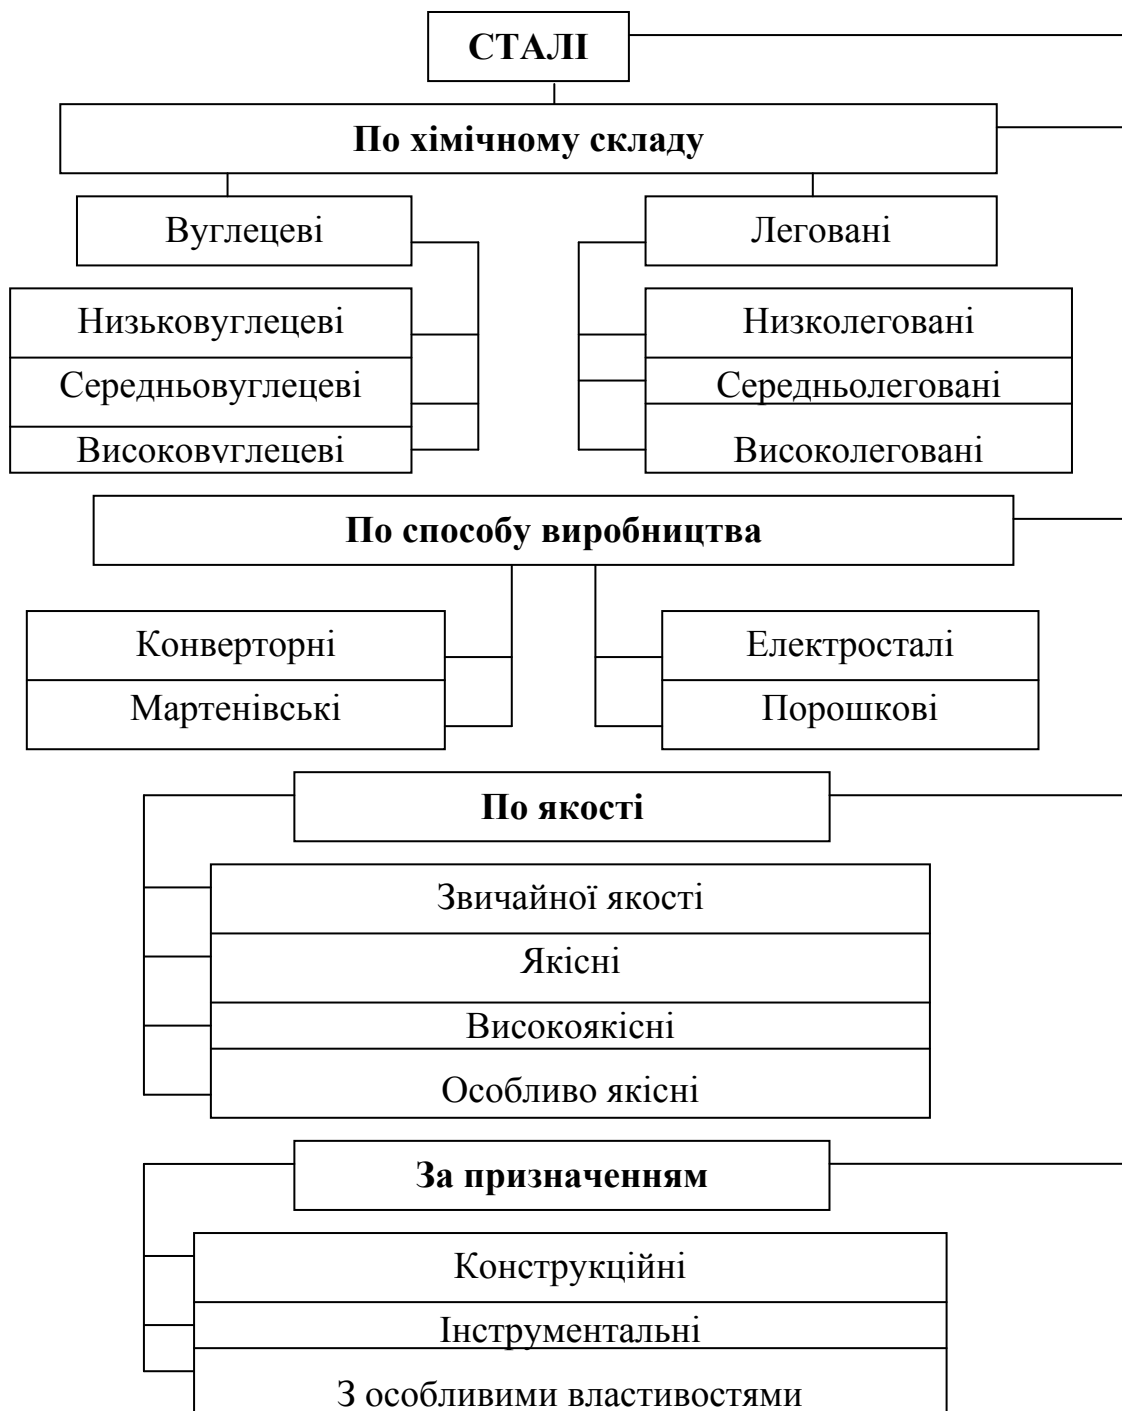 СТАЛІ
По хімічному складу
Вуглецеві
Леговані
Низьковуглецеві
Середньовуглецеві
Високовуглецеві
Низколеговані
Середньолеговані
Високолеговані
По способу виробництва
Конверторні
Мартенівські
Електросталі
Порошкові
По якості
Звичайної якості
Якісні
Високоякісні
Особливо якісні
За призначенням
Конструкційні
Інструментальні
З особливими властивостями